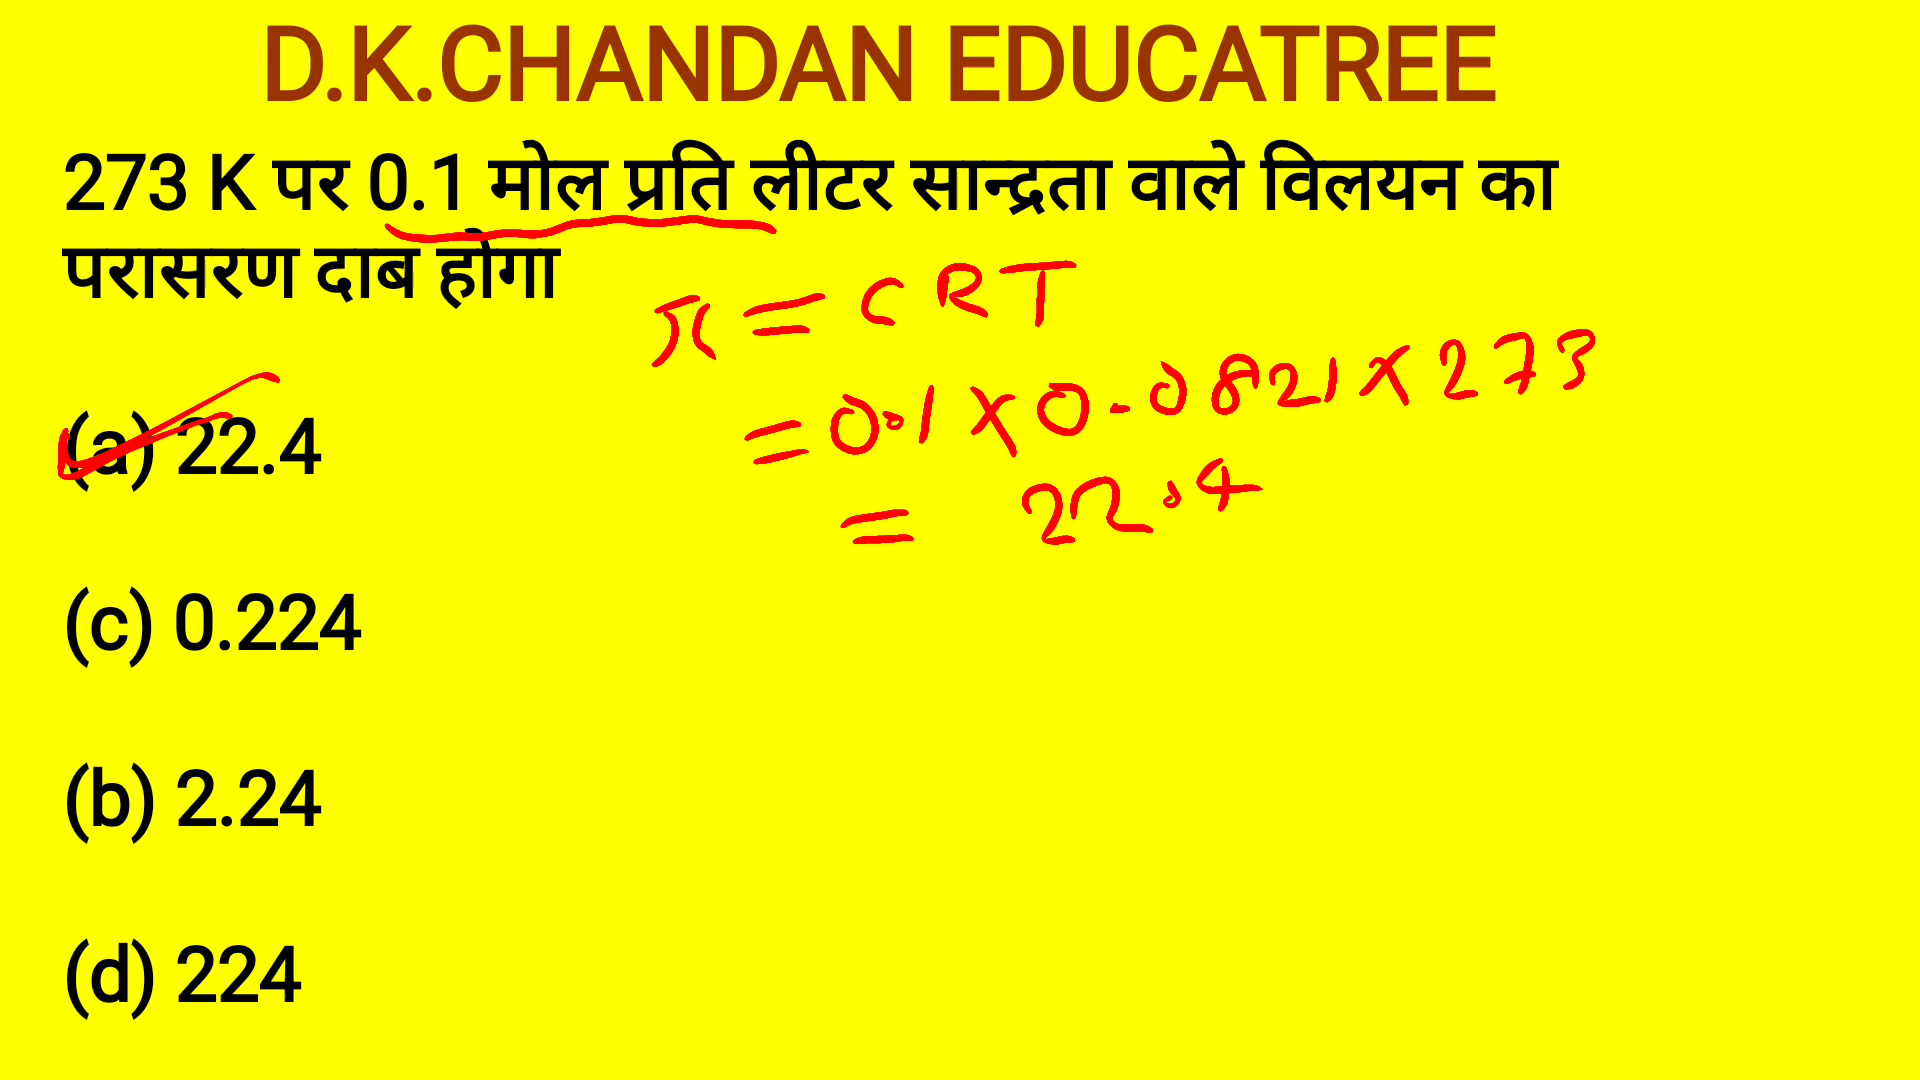 D.K.CHANDAN EDUCATREE
273 K पर 0.1 मोल प्रति लीटर सान्द्रता वाले विलयन का
परासरण दाब होगा
π = CRT
= 0.1 × 0.0821 × 273
= 22.4
(a) 22.4
(c) 0.224
(b) 2.24
(d) 224